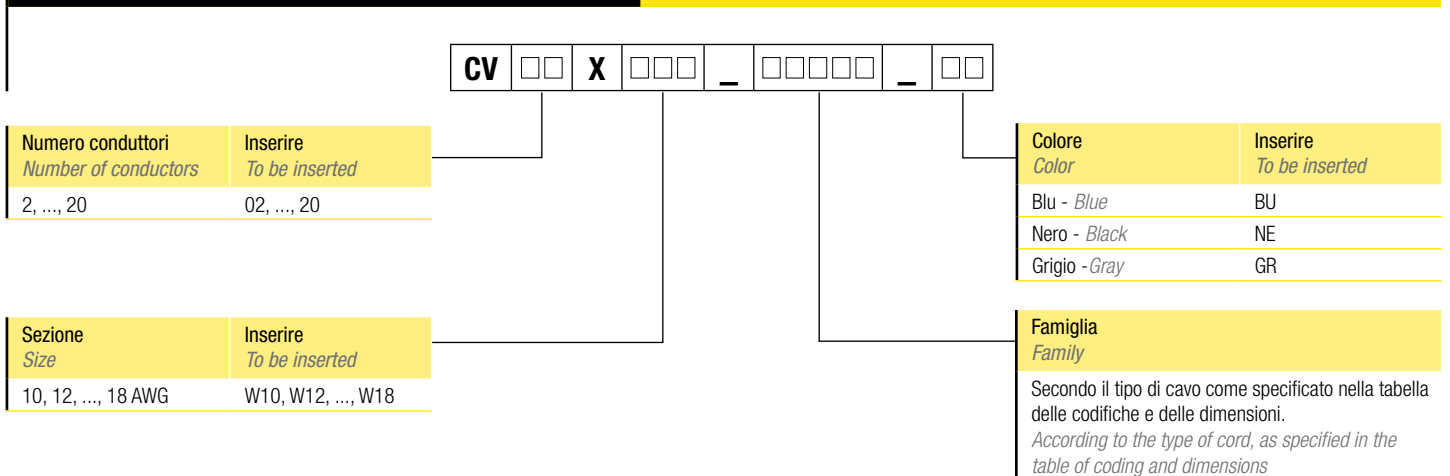 CV □□ X □□□ _ □□□□□ _ □□
Numero conduttori Inserire
Number of conductors To be inserted
2, ..., 20 02, ..., 20
Sezione Inserire
Size To be inserted
10, 12, ..., 18 AWG W10, W12, ..., W18
Colore Inserire
Color To be inserted
Blu - Blue BU
Nero - Black NE
Grigio -Gray GR
Famiglia
Family
Secondo il tipo di cavo come specificato nella tabella
delle codifiche e delle dimensioni.
According to the type of cord, as specified in the
table of coding and dimensions